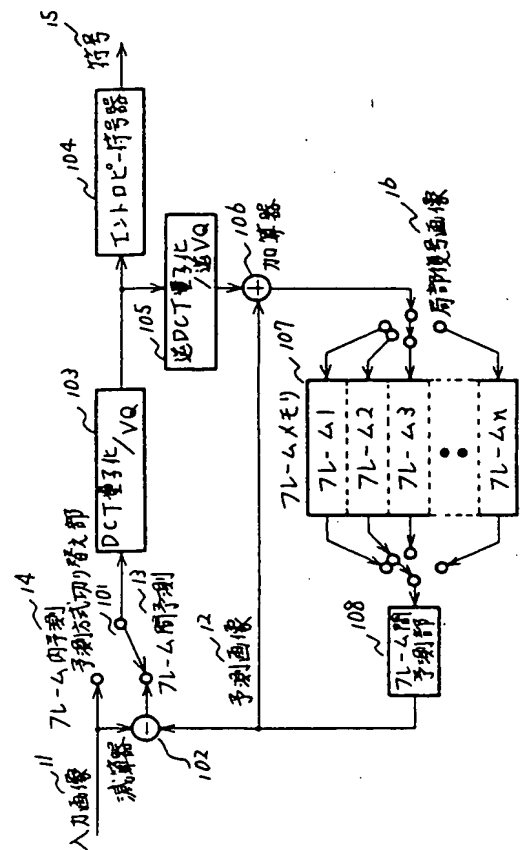 入力画像
11
減算器
102
フレーム内予測
14
予測方式切り替え部
101
13
フレーム間予測
DCT量子化
/VQ
103
エントロピー符号器
104
符号
15
逆DCT量子化
/逆VQ
105
106
加算器
予測画像
12
フレームメモリ
107
フレーム1
フレーム2
フレーム3
フレームn
16
局部復号画像
フレーム間
予測部
108